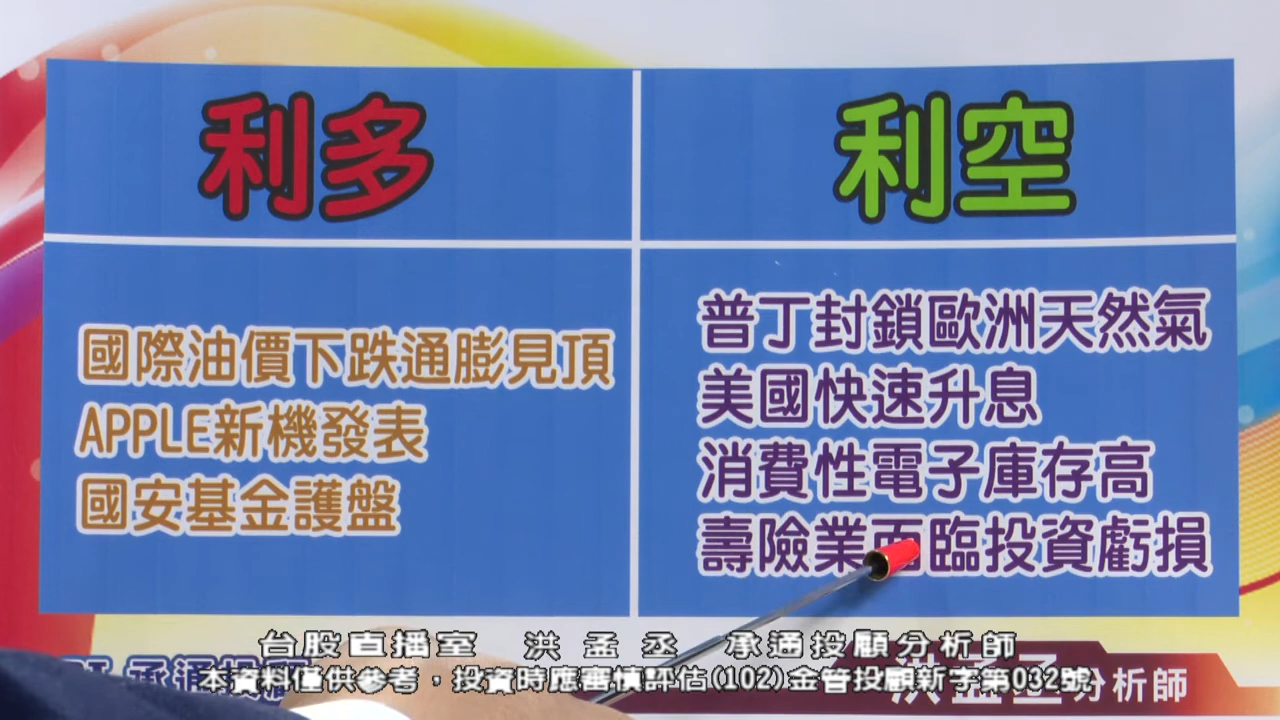 利多
利空
國際油價下跌通膨見頂
APPLE新機發表
國安基金護盤
普丁封鎖歐洲天然氣
美國快速升息
消費性電子庫存高
壽險業面臨投資虧損
台股直播室 洪孟丞 承通投顧分析師
本資料僅供參考，投資時應審慎評估(102)金管投顧新字第032號
承通投顧
分析師